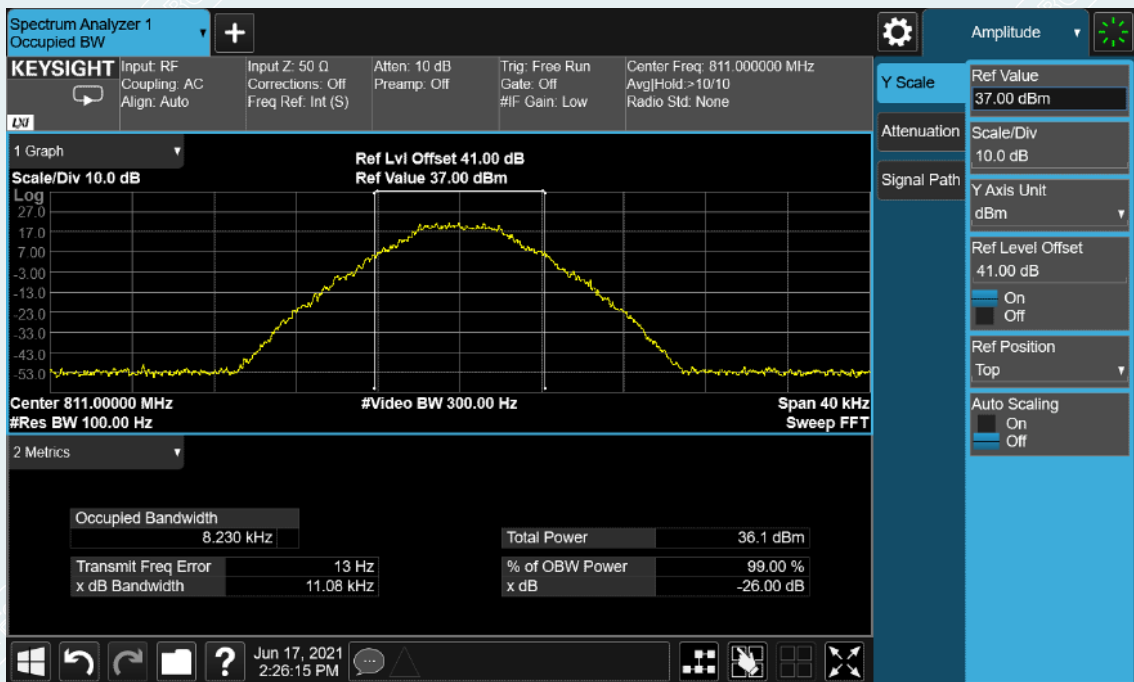 Spectrum Analyzer 1
Occupied BW
Amplitude
KEYSIGHT
Input: RF
Coupling: AC
Align: Auto
Input Z: 50 Ω
Corrections: Off
Freq Ref: Int (S)
Atten: 10 dB
Preamp: Off
Trig: Free Run
Gate: Off
#IF Gain: Low
Center Freq: 811.000000 MHz
Avg|Hold:>10/10
Radio Std: None
LXI
1 Graph
Scale/Div 10.0 dB
Ref Lvl Offset 41.00 dB
Ref Value 37.00 dBm
Log
27.0
17.0
7.00
-3.00
-13.0
-23.0
-33.0
-43.0
-53.0
Center 811.00000 MHz
#Video BW 300.00 Hz
Span 40 kHz
#Res BW 100.00 Hz
Sweep FFT
2 Metrics
Occupied Bandwidth
8.230 kHz
Total Power 36.1 dBm
Transmit Freq Error 13 Hz
% of OBW Power 99.00 %
x dB Bandwidth 11.08 kHz
x dB -26.00 dB
Y Scale
Attenuation
Signal Path
Ref Value
37.00 dBm
Scale/Div
10.0 dB
Y Axis Unit
dBm
Ref Level Offset
41.00 dB
On
Off
Ref Position
Top
Auto Scaling
On
Off
?
Jun 17, 2021
2:26:15 PM